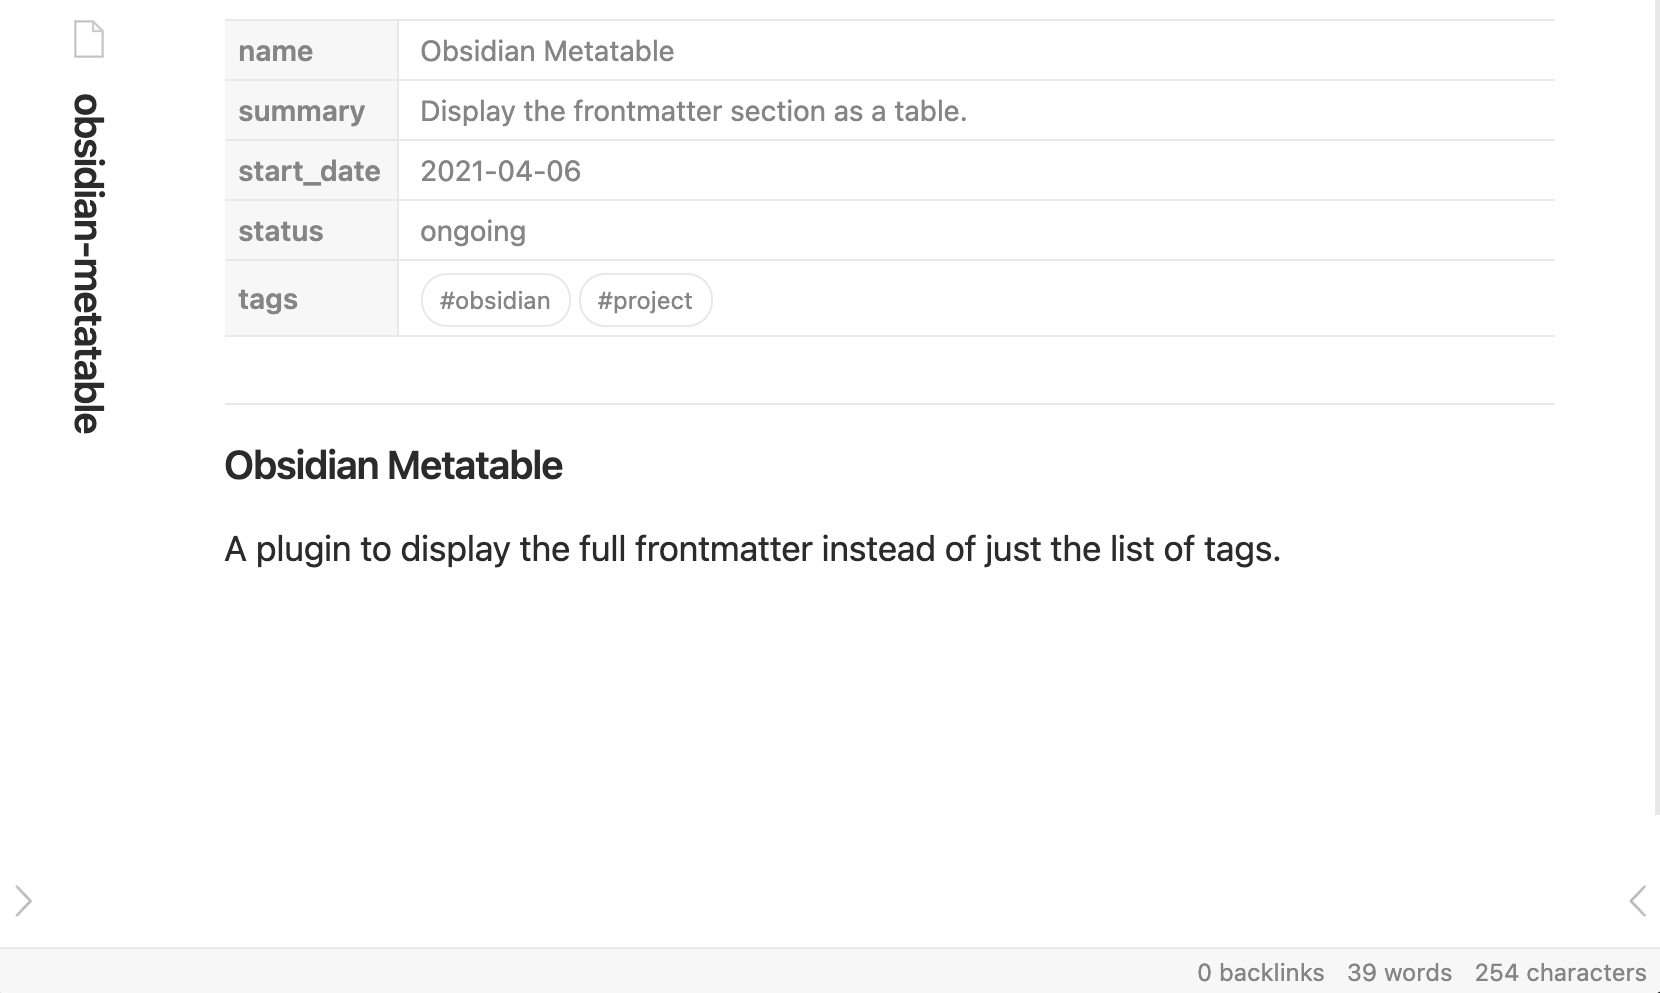 obsidian-metatable
name Obsidian Metatable
summary Display the frontmatter section as a table.
start_date 2021-04-06
status ongoing
tags #obsidian #project
Obsidian Metatable
A plugin to display the full frontmatter instead of just the list of tags.
0 backlinks 39 words 254 characters